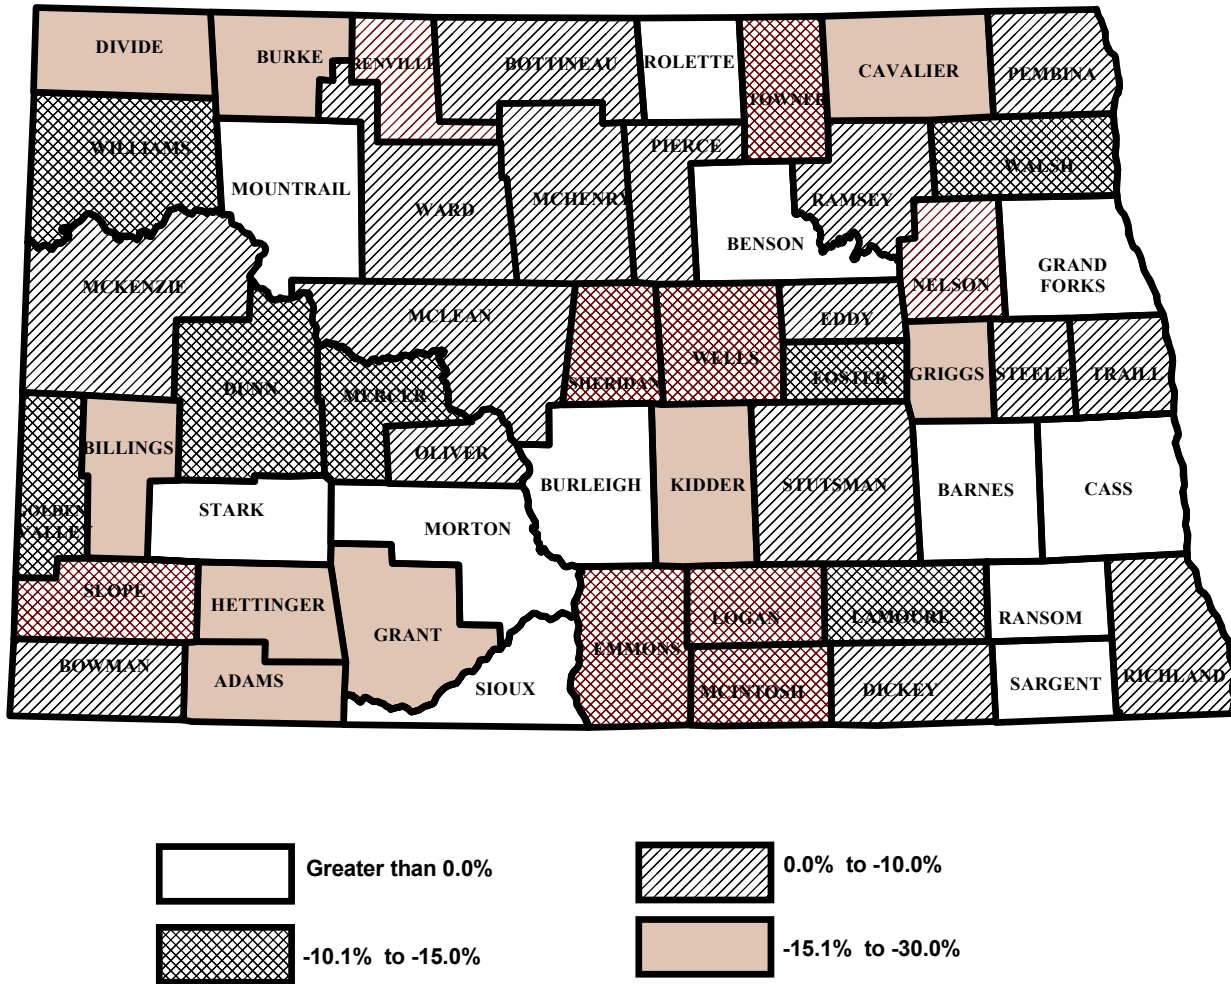 DIVIDE
BURKE
RENVILLE
BOTTINEAU
ROLETTE
TOWNER
CAVALIER
PEMBINA
WILLIAMS
MOUNTRAIL
WARD
MCHENRY
PIERCE
BENSON
RAMSEY
WALSH
NELSON
GRAND
FORKS
MCKENZIE
MCLEAN
EDDY
DUNN
MERCER
SHERIDAN
WELLS
FOSTER
GRIGGS
STEELE
TRAILL
BILLINGS
OLIVER
BURLEIGH
KIDDER
STUTSMAN
BARNES
CASS
GOLDEN
VALLEY
STARK
MORTON
SLOPE
HETTINGER
GRANT
EMMONS
LOGAN
LAMOURE
RANSOM
BOWMAN
ADAMS
SIOUX
MCINTOSH
DICKEY
SARGENT
RICHLAND
Greater than 0.0%
0.0% to -10.0%
-10.1% to -15.0%
-15.1% to -30.0%